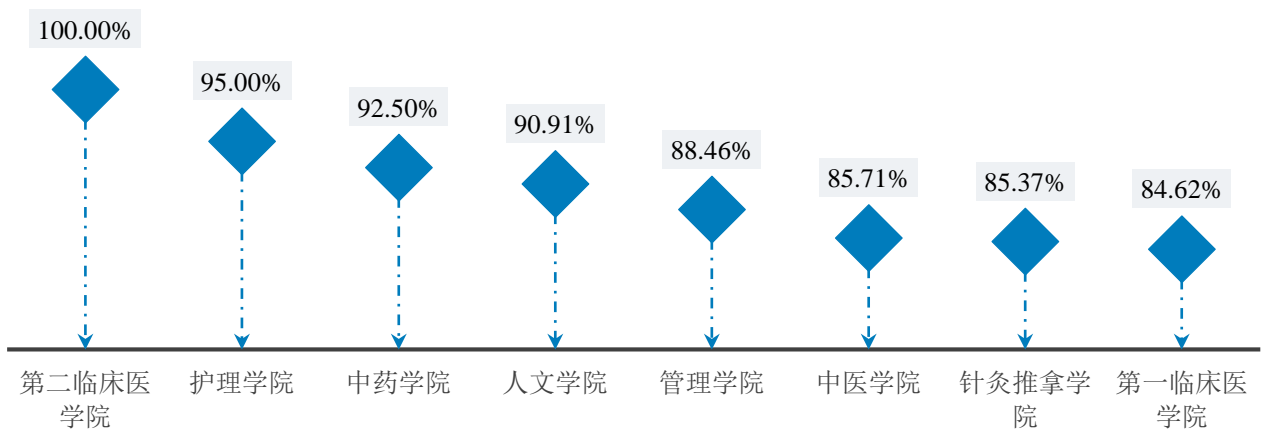 100.00%
95.00%
92.50%
90.91%
88.46%
85.71%
85.37%
84.62%
第二临床医
学院
护理学院
中药学院
人文学院
管理学院
中医学院
针灸推拿学
院
第一临床医
学院